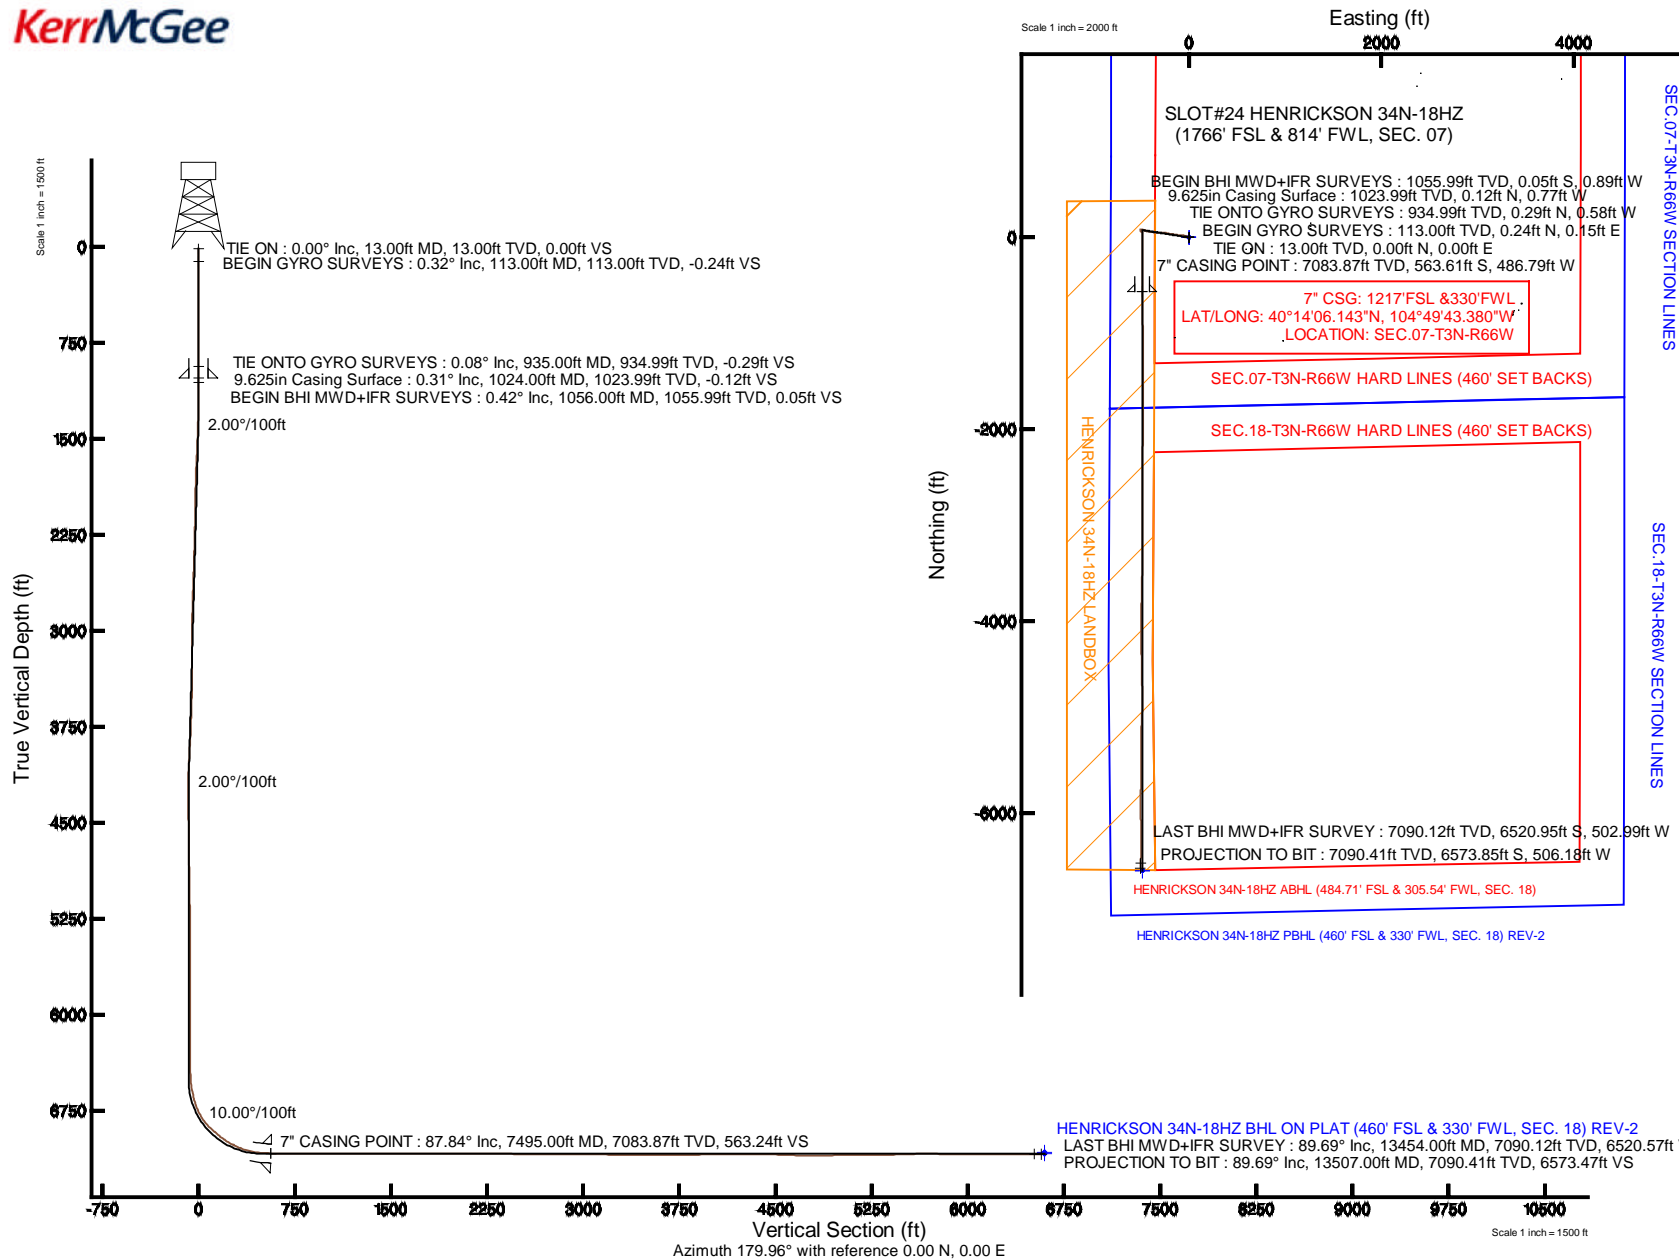 KerrMcGee
Scale 1 inch = 1500 ft
True Vertical Depth (ft)
0
750
1500
2250
3000
3750
4500
5250
6000
6750
TIE ON : 0.00° Inc, 13.00ft MD, 13.00ft TVD, 0.00ft VS
BEGIN GYRO SURVEYS : 0.32° Inc, 113.00ft MD, 113.00ft TVD, -0.24ft VS
TIE ONTO GYRO SURVEYS : 0.08° Inc, 935.00ft MD, 934.99ft TVD, -0.29ft VS
9.625in Casing Surface : 0.31° Inc, 1024.00ft MD, 1023.99ft TVD, -0.12ft VS
BEGIN BHI MWD+IFR SURVEYS : 0.42° Inc, 1056.00ft MD, 1055.99ft TVD, 0.05ft VS
2.00°/100ft
2.00°/100ft
10.00°/100ft
7" CASING POINT : 87.84° Inc, 7495.00ft MD, 7083.87ft TVD, 563.24ft VS
HENRICKSON 34N-18HZ BHL ON PLAT (460' FSL & 330' FWL, SEC. 18) REV-2
LAST BHI MWD+IFR SURVEY : 89.69° Inc, 13454.00ft MD, 7090.12ft TVD, 6520.57ft
PROJECTION TO BIT : 89.69° Inc, 13507.00ft MD, 7090.41ft TVD, 6573.47ft VS
-750
0
750
1500
2250
3000
3750
4500
5250
6000
6750
7500
8250
9000
9750
10500
Vertical Section (ft)
Azimuth 179.96° with reference 0.00 N, 0.00 E
Scale 1 inch = 1500 ft
Scale 1 inch = 2000 ft
Easting (ft)
0
2000
4000
Northing (ft)
0
-2000
-4000
-6000
SLOT#24 HENRICKSON 34N-18HZ
(1766' FSL & 814' FWL, SEC. 07)
BEGIN BHI MWD+IFR SURVEYS : 1055.99ft TVD, 0.05ft S, 0.89ft W
9.625in Casing Surface : 1023.99ft TVD, 0.12ft N, 0.77ft W
TIE ONTO GYRO SURVEYS : 934.99ft TVD, 0.29ft N, 0.58ft W
BEGIN GYRO SURVEYS : 113.00ft TVD, 0.24ft N, 0.15ft E
TIE ON : 13.00ft TVD, 0.00ft N, 0.00ft E
7" CASING POINT : 7083.87ft TVD, 563.61ft S, 486.79ft W
7" CSG: 1217'FSL &330'FWL
LAT/LONG: 40°14'06.143"N, 104°49'43.380"W
LOCATION: SEC.07-T3N-R66W
SEC.07-T3N-R66W HARD LINES (460' SET BACKS)
SEC.18-T3N-R66W HARD LINES (460' SET BACKS)
HENRICKSON 34N-18HZ LANDBOX
SEC.07-T3N-R66W SECTION LINES
SEC.18-T3N-R66W SECTION LINES
LAST BHI MWD+IFR SURVEY : 7090.12ft TVD, 6520.95ft S, 502.99ft W
PROJECTION TO BIT : 7090.41ft TVD, 6573.85ft S, 506.18ft W
HENRICKSON 34N-18HZ ABHL (484.71' FSL & 305.54' FWL, SEC. 18)
HENRICKSON 34N-18HZ PBHL (460' FSL & 330' FWL, SEC. 18) REV-2